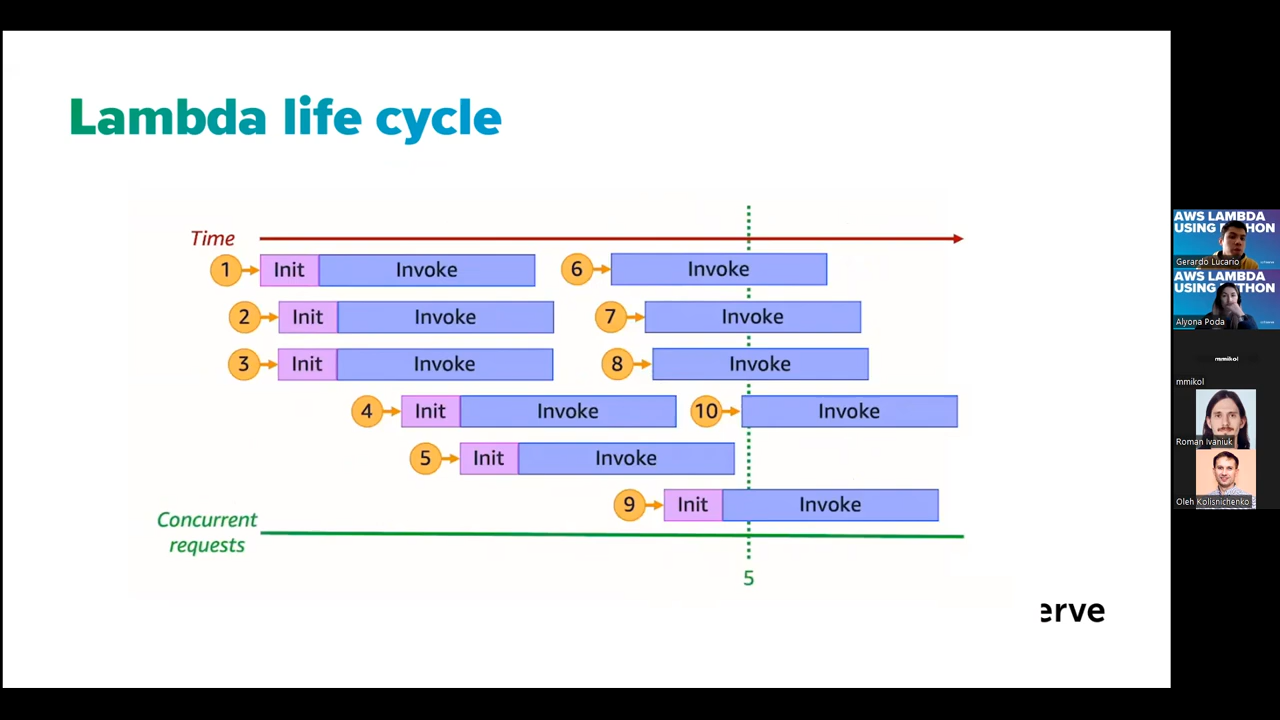 Lambda life cycle
Time
1 Init Invoke 6 Invoke
2 Init Invoke 7 Invoke
3 Init Invoke 8 Invoke
4 Init Invoke 10 Invoke
5 Init Invoke
9 Init Invoke
Concurrent
requests
5
erve
AWS LAMBDA
USING PYTHON
Gerardo Lucario
AWS LAMBDA
USING PYTHON
Alyona Poda
mmikol
mmikol
Roman Ivaniuk
Oleh Kolisnichenko